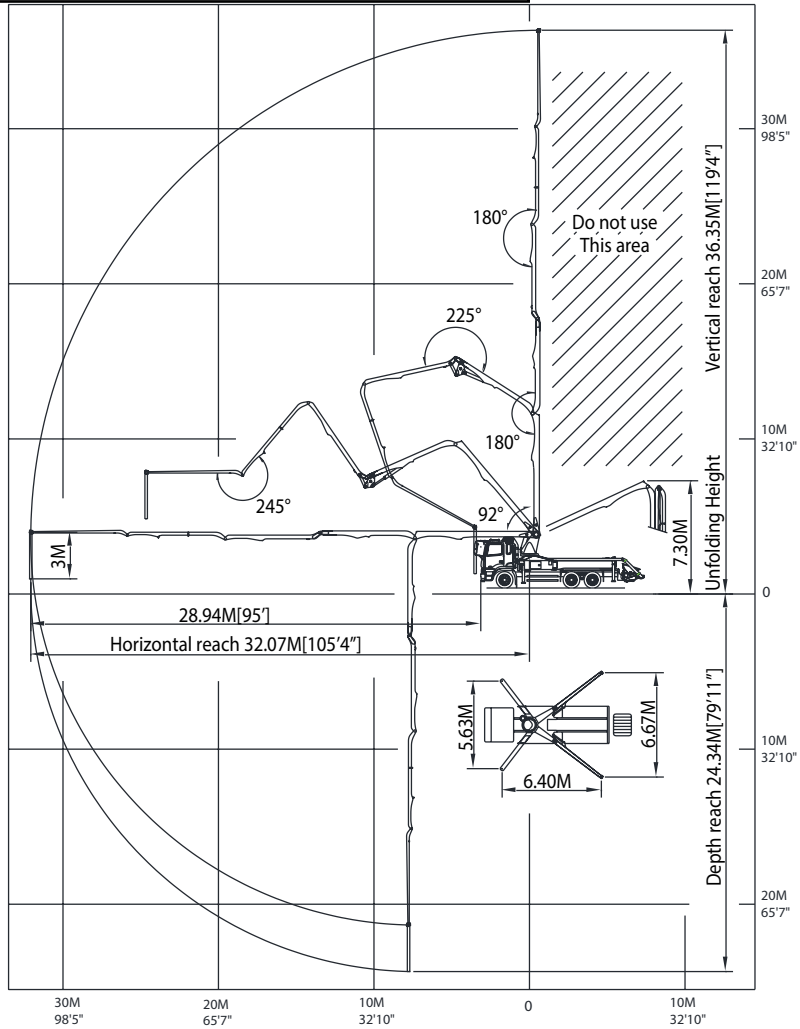 30M
98'5"
180°
Do not use
This area
Vertical reach 36.35M[119'4"]
20M
65'7"
225°
10M
32'10"
180°
245°
92°
7.30M
Unfolding Height
3M
0
28.94M[95']
Horizontal reach 32.07M[105'4"]
5.63M
6.67M
6.40M
Depth reach 24.34M[79'11"]
10M
32'10"
20M
65'7"
30M
98'5"
20M
65'7"
10M
32'10"
0
10M
32'10"